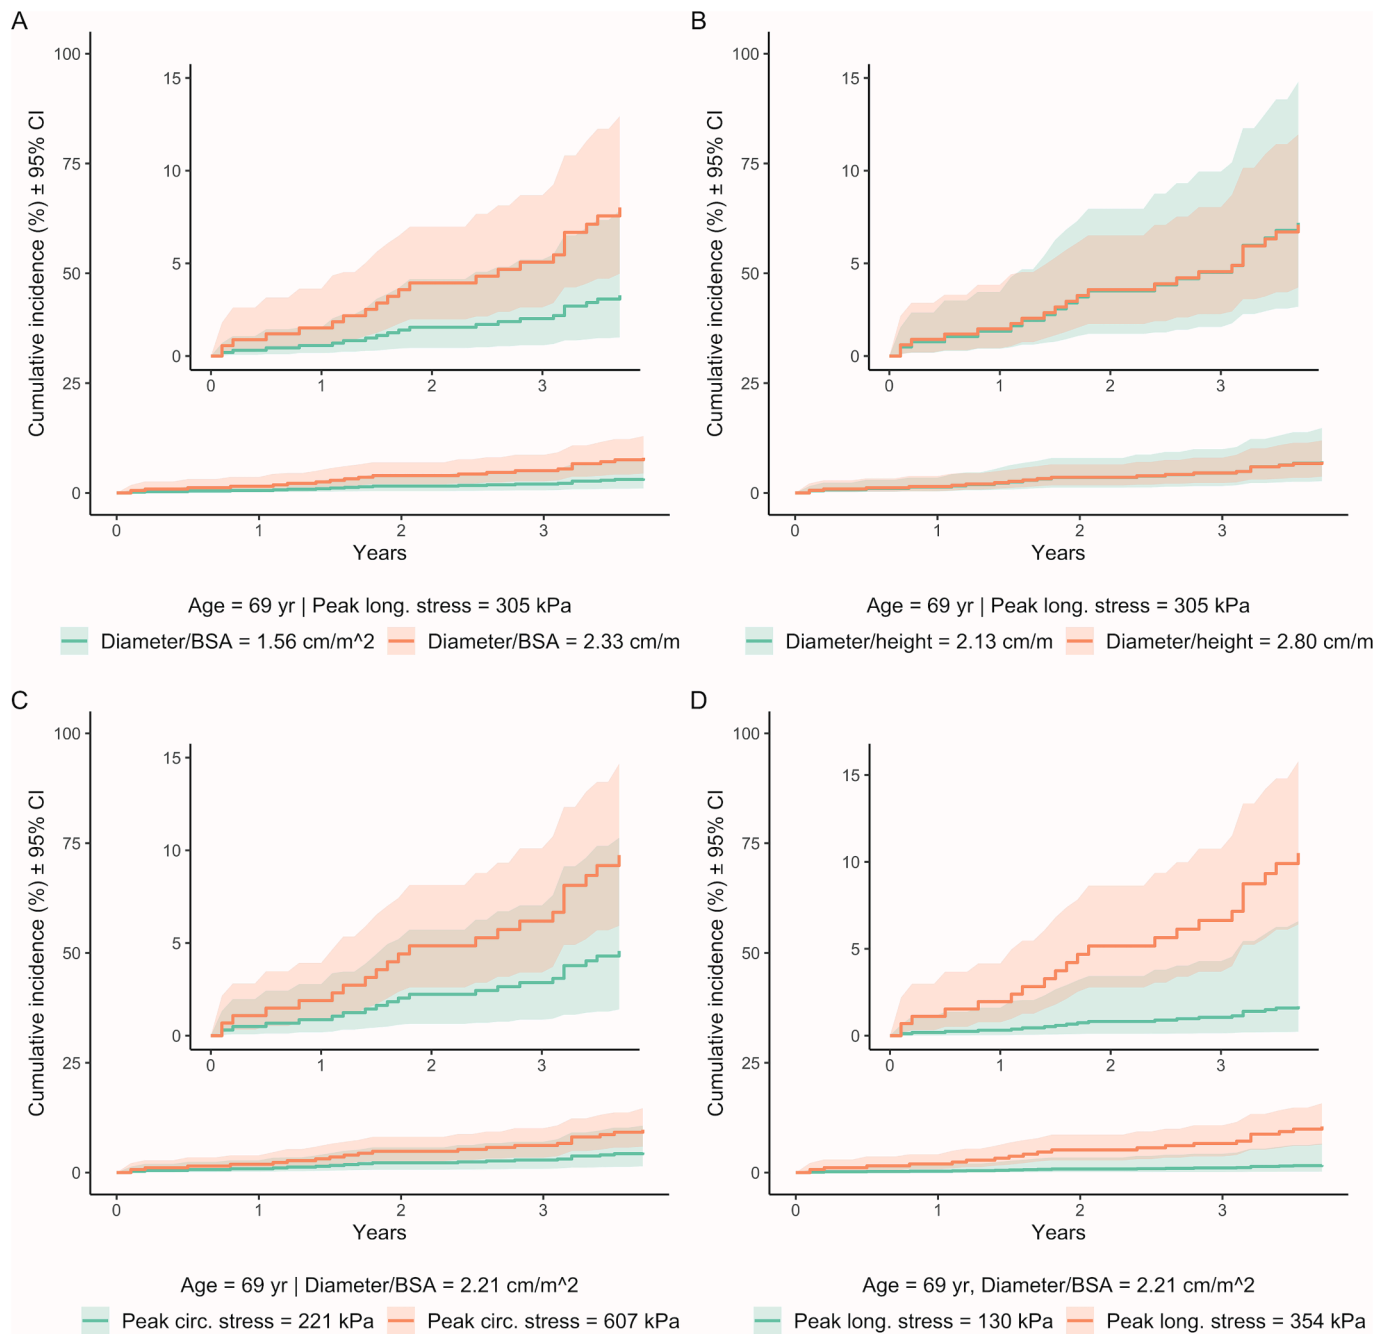 A
Cumulative incidence (%) ± 95% CI
100
75
50
25
0
15
10
5
0
0 1 2 3
0 1 2 3
Years
Age = 69 yr | Peak long. stress = 305 kPa
Diameter/BSA = 1.56 cm/m^2 Diameter/BSA = 2.33 cm/m
B
Cumulative incidence (%) ± 95% CI
100
75
50
25
0
15
10
5
0
0 1 2 3
0 1 2 3
Years
Age = 69 yr | Peak long. stress = 305 kPa
Diameter/height = 2.13 cm/m Diameter/height = 2.80 cm/m
C
Cumulative incidence (%) ± 95% CI
100
75
50
25
0
15
10
5
0
0 1 2 3
0 1 2 3
Years
Age = 69 yr | Diameter/BSA = 2.21 cm/m^2
Peak circ. stress = 221 kPa Peak circ. stress = 607 kPa
D
Cumulative incidence (%) ± 95% CI
100
75
50
25
0
15
10
5
0
0 1 2 3
0 1 2 3
Years
Age = 69 yr, Diameter/BSA = 2.21 cm/m^2
Peak long. stress = 130 kPa Peak long. stress = 354 kPa